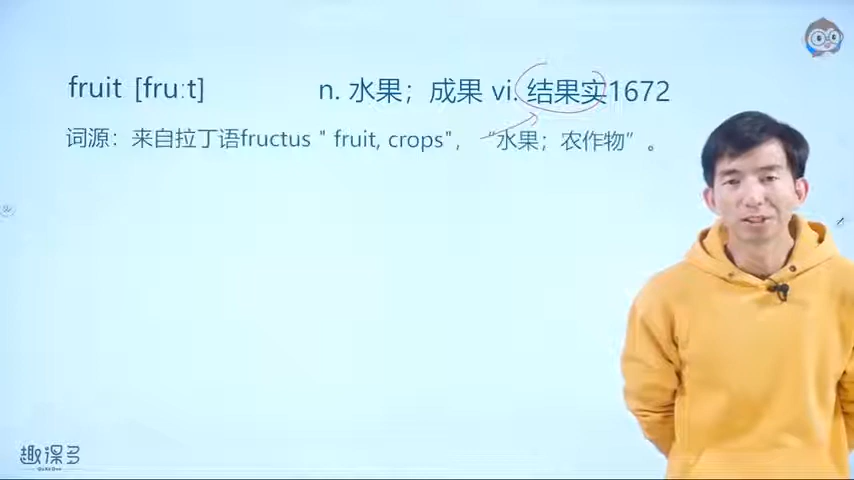 fruit [fruːt] n. 水果；成果 vi. 结果实1672
词源：来自拉丁语fructus " fruit, crops"，“水果；农作物”。
趣课多